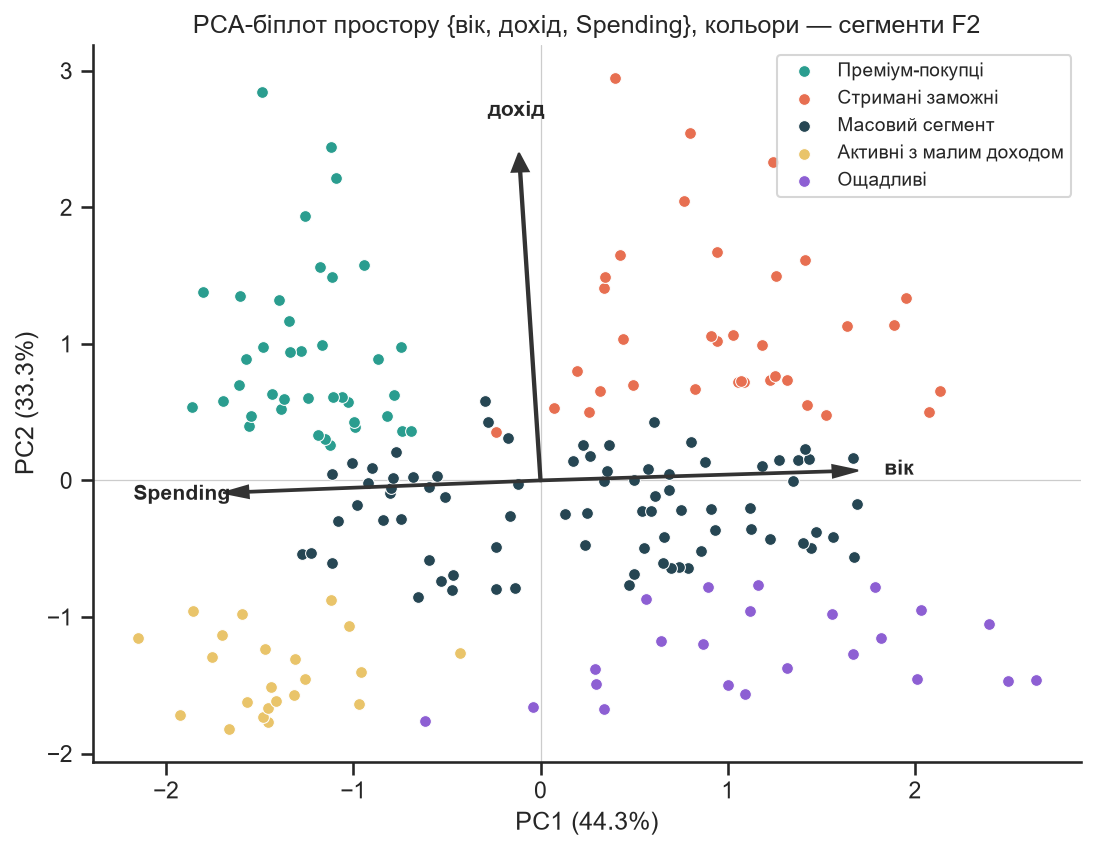 PCA-біплот простору {вік, дохід, Spending}, кольори — сегменти F2
Преміум-покупці
Стримані заможні
Масовий сегмент
Активні з малим доходом
Ощадливі
дохід
вік
Spending
PC2 (33.3%)
3
2
1
0
−1
−2
−2
−1
0
1
2
PC1 (44.3%)